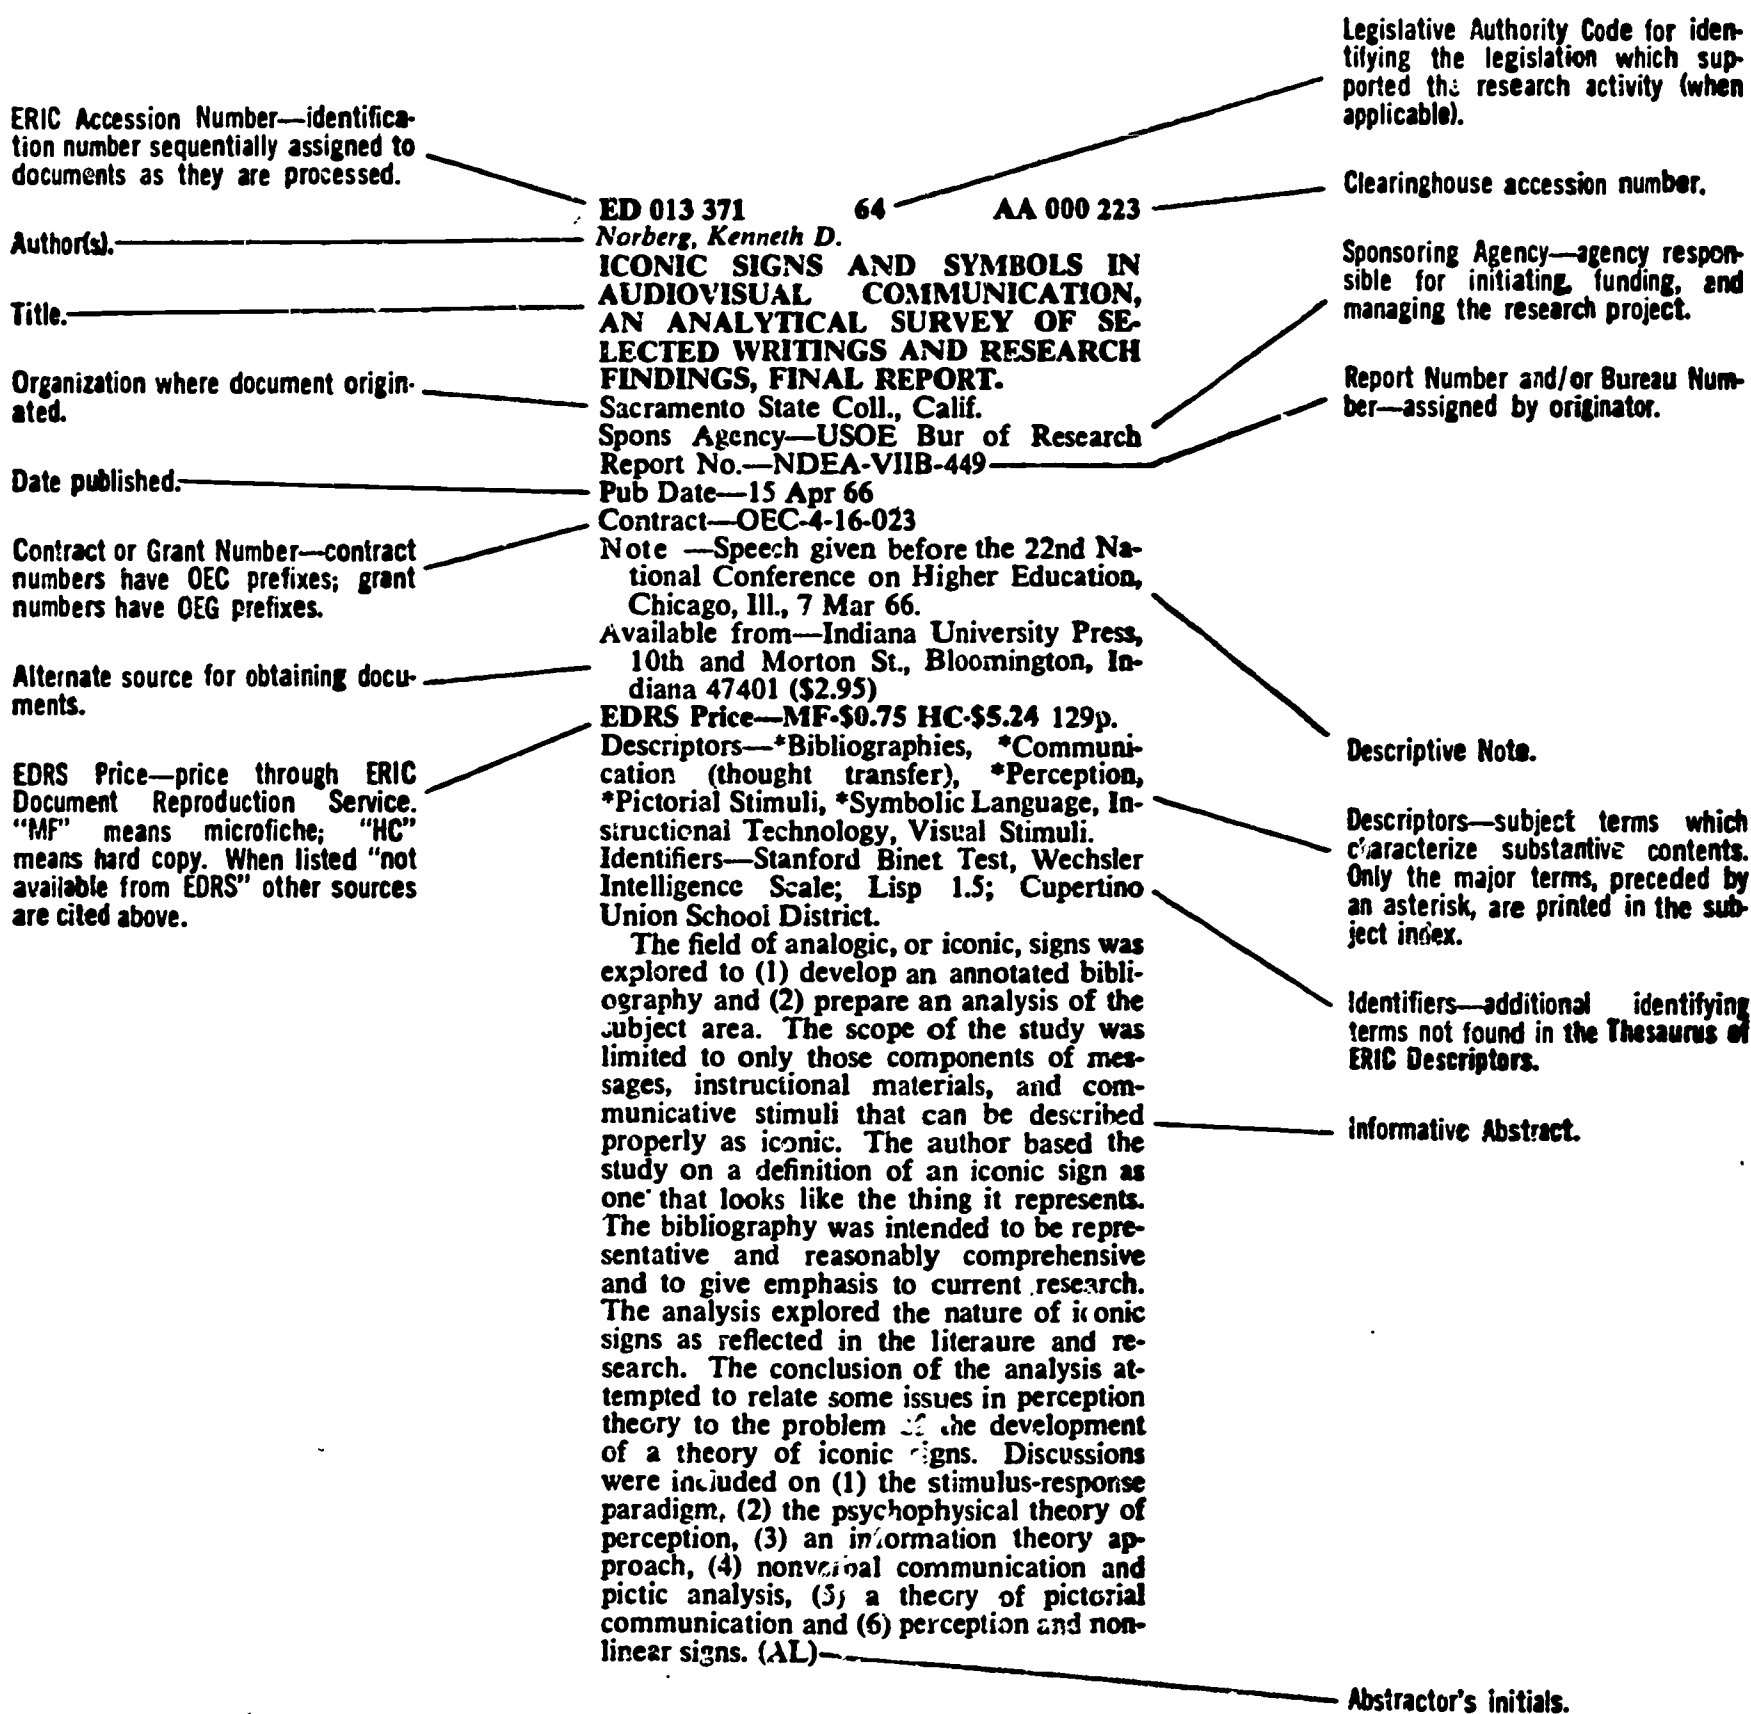 Legislative Authority Code for iden-
tifying the legislation which sup-
ported the research activity (when
applicable).
ERIC Accession Number—identifica-
tion number sequentially assigned to
documents as they are processed.
Clearinghouse accession number.
ED 013 371 64 AA 000 223
Author(s).
Norberg, Kenneth D.
Sponsoring Agency—agency respon-
sible for initiating, funding, and
managing the research project.
Title.
ICONIC SIGNS AND SYMBOLS IN
AUDIOVISUAL COMMUNICATION,
AN ANALYTICAL SURVEY OF SE-
LECTED WRITINGS AND RESEARCH
FINDINGS, FINAL REPORT.
Organization where document origin-
ated.
Sacramento State Coll., Calif.
Report Number and/or Bureau Num-
ber—assigned by originator.
Spons Agency—USOE Bur of Research
Report No.—NDEA-VIIB-449
Date published.
Pub Date—15 Apr 66
Contract—OEC-4-16-023
Contract or Grant Number—contract
numbers have OEC prefixes; grant
numbers have OEG prefixes.
Note —Speech given before the 22nd Na-
tional Conference on Higher Education,
Chicago, Ill., 7 Mar 66.
Available from—Indiana University Press,
10th and Morton St., Bloomington, In-
diana 47401 ($2.95)
Alternate source for obtaining docu-
ments.
EDRS Price—MF-$0.75 HC-$5.24 129p.
Descriptive Note.
EDRS Price—price through ERIC
Document Reproduction Service.
"MF" means microfiche; "HC"
means hard copy. When listed "not
available from EDRS" other sources
are cited above.
Descriptors—*Bibliographies, *Communi-
cation (thought transfer), *Perception,
*Pictorial Stimuli, *Symbolic Language, In-
structional Technology, Visual Stimuli.
Descriptors—subject terms which
characterize substantive contents.
Only the major terms, preceded by
an asterisk, are printed in the sub-
ject index.
Identifiers—Stanford Binet Test, Wechsler
Intelligence Scale; Lisp 1.5; Cupertino
Union School District.
Identifiers—additional identifying
terms not found in the Thesaurus of
ERIC Descriptors.
The field of analogic, or iconic, signs was
explored to (1) develop an annotated bibli-
ography and (2) prepare an analysis of the
subject area. The scope of the study was
limited to only those components of mes-
sages, instructional materials, and com-
municative stimuli that can be described
properly as iconic. The author based the
study on a definition of an iconic sign as
one that looks like the thing it represents.
The bibliography was intended to be repre-
sentative and reasonably comprehensive
and to give emphasis to current research.
The analysis explored the nature of iconic
signs as reflected in the literaure and re-
search. The conclusion of the analysis at-
tempted to relate some issues in perception
theory to the problem of the development
of a theory of iconic signs. Discussions
were included on (1) the stimulus-response
paradigm, (2) the psychophysical theory of
perception, (3) an information theory ap-
proach, (4) nonverbal communication and
pictic analysis, (5) a theory of pictorial
communication and (6) perception and non-
linear signs. (AL)
Informative Abstract.
Abstractor's initials.